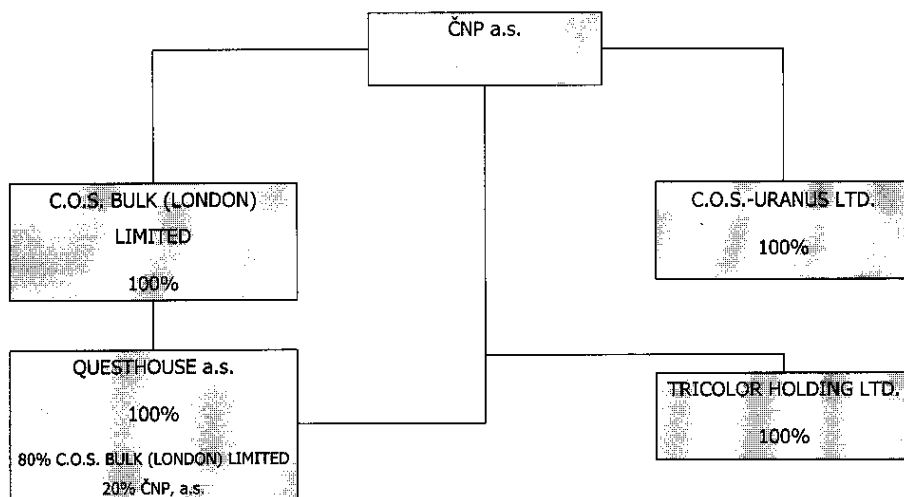 ČNP a.s.
C.O.S. BULK (LONDON)
LIMITED
100%
C.O.S.-URANUS LTD.
100%
QUESTHOUSE a.s.
100%
80% C.O.S. BULK (LONDON) LIMITED
20% ČNP, a.s.
TRICOLOR HOLDING LTD.
100%